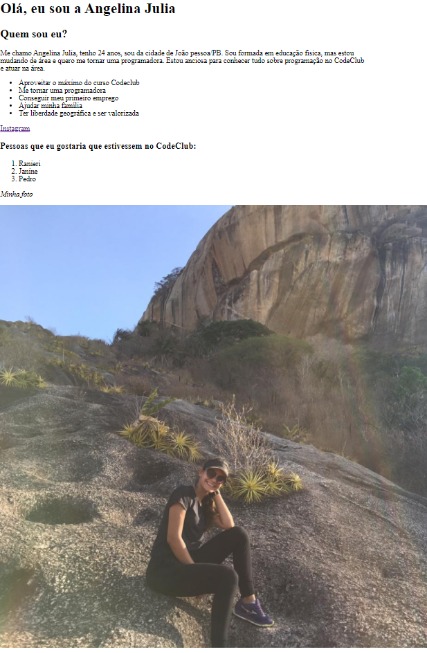 Olá, eu sou a Angelina Julia
Quem sou eu?
Me chamo Angelina Julia, tenho 24 anos, sou da cidade de João pessoa/PB. Sou formada em educação física, mas estou
mudando de área e quero me tornar uma programadora. Estou anciosa para conhecer tudo sobre programação no CodeClub
e atuar na área.
Aproveitar o máximo do curso Codeclub
Me tornar uma programadora
Conseguir meu primeiro emprego
Ajudar minha família
Ter liberdade geográfica e ser valorizada
Instagram
Pessoas que eu gostaria que estivessem no CodeClub:
1. Ranieri
2. Janine
3. Pedro
Minha foto